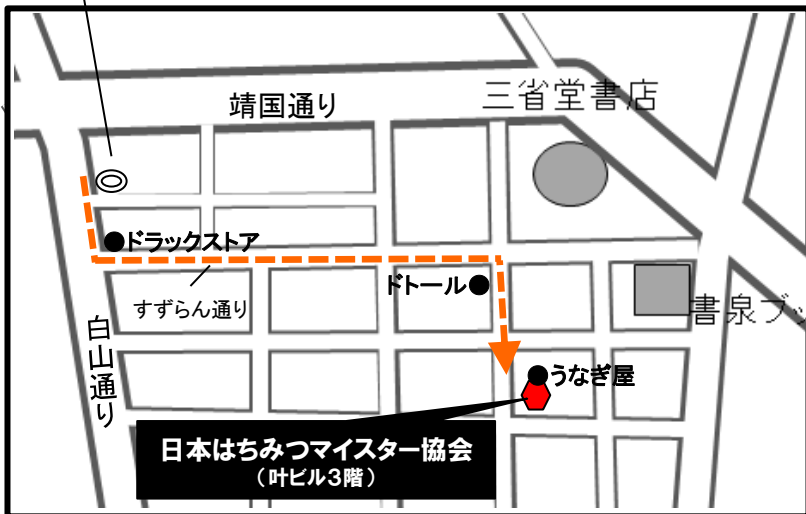 靖国通り
三省堂書店
ドラックストア
すずらん通り
ドトール
書泉ブッ
白山通り
うなぎ屋
日本はちみつマイスター協会
（叶ビル3階）